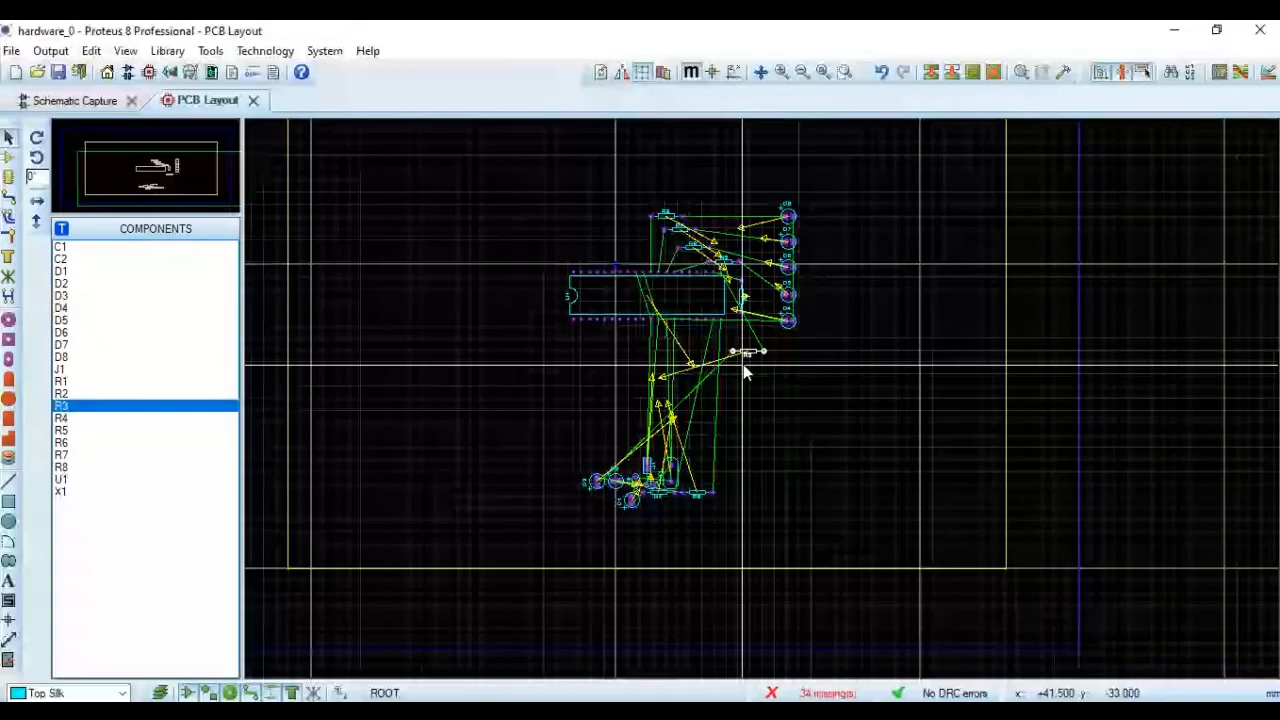 hardware_0 - Proteus 8 Professional - PCB Layout
File Output Edit View Library Tools Technology System Help
Schematic Capture PCB Layout
0°
T COMPONENTS
C1
C2
D1
D2
D3
D4
D5
D6
D7
D8
J1
R1
R2
R3
R4
R5
R6
R7
R8
U1
X1
Top Silk ROOT 34 missing(s) No DRC errors x: +41.500 y: -33.000